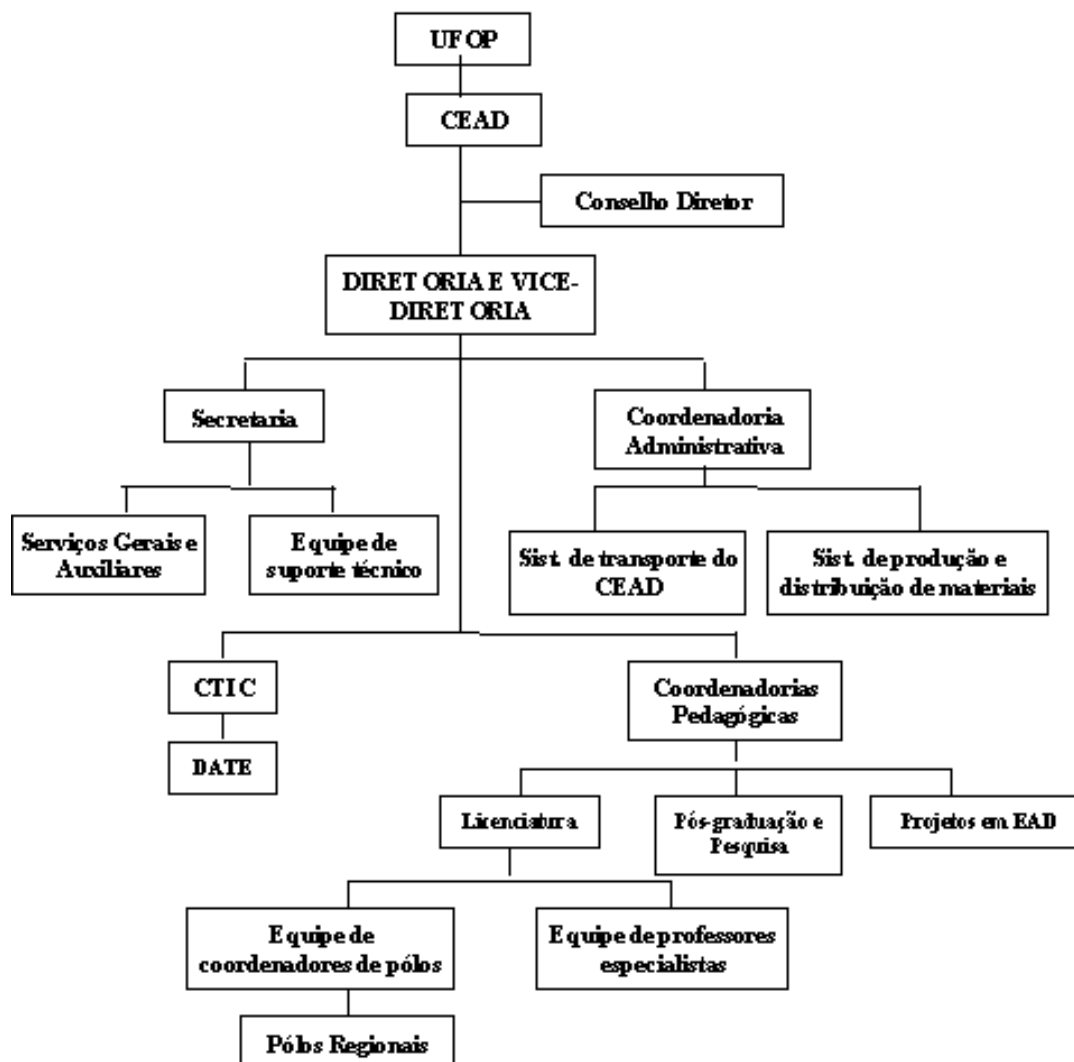 UFOP
CEAD
Conselho Diretor
DIRETORIA E VICE-
DIRETORIA
Secretaria
Coordenadoria
Administrativa
Serviços Gerais e
Auxiliares
Equipe de
suporte técnico
Sist. de transporte do
CEAD
Sist. de produção e
distribuição de materiais
CTIC
Coordenadorias
Pedagógicas
DATE
Licenciatura
Pós-graduação e
Pesquisa
Projetos em EAD
Equipe de
coordenadores de pólos
Equipe de professores
especialistas
Pólos Regionais